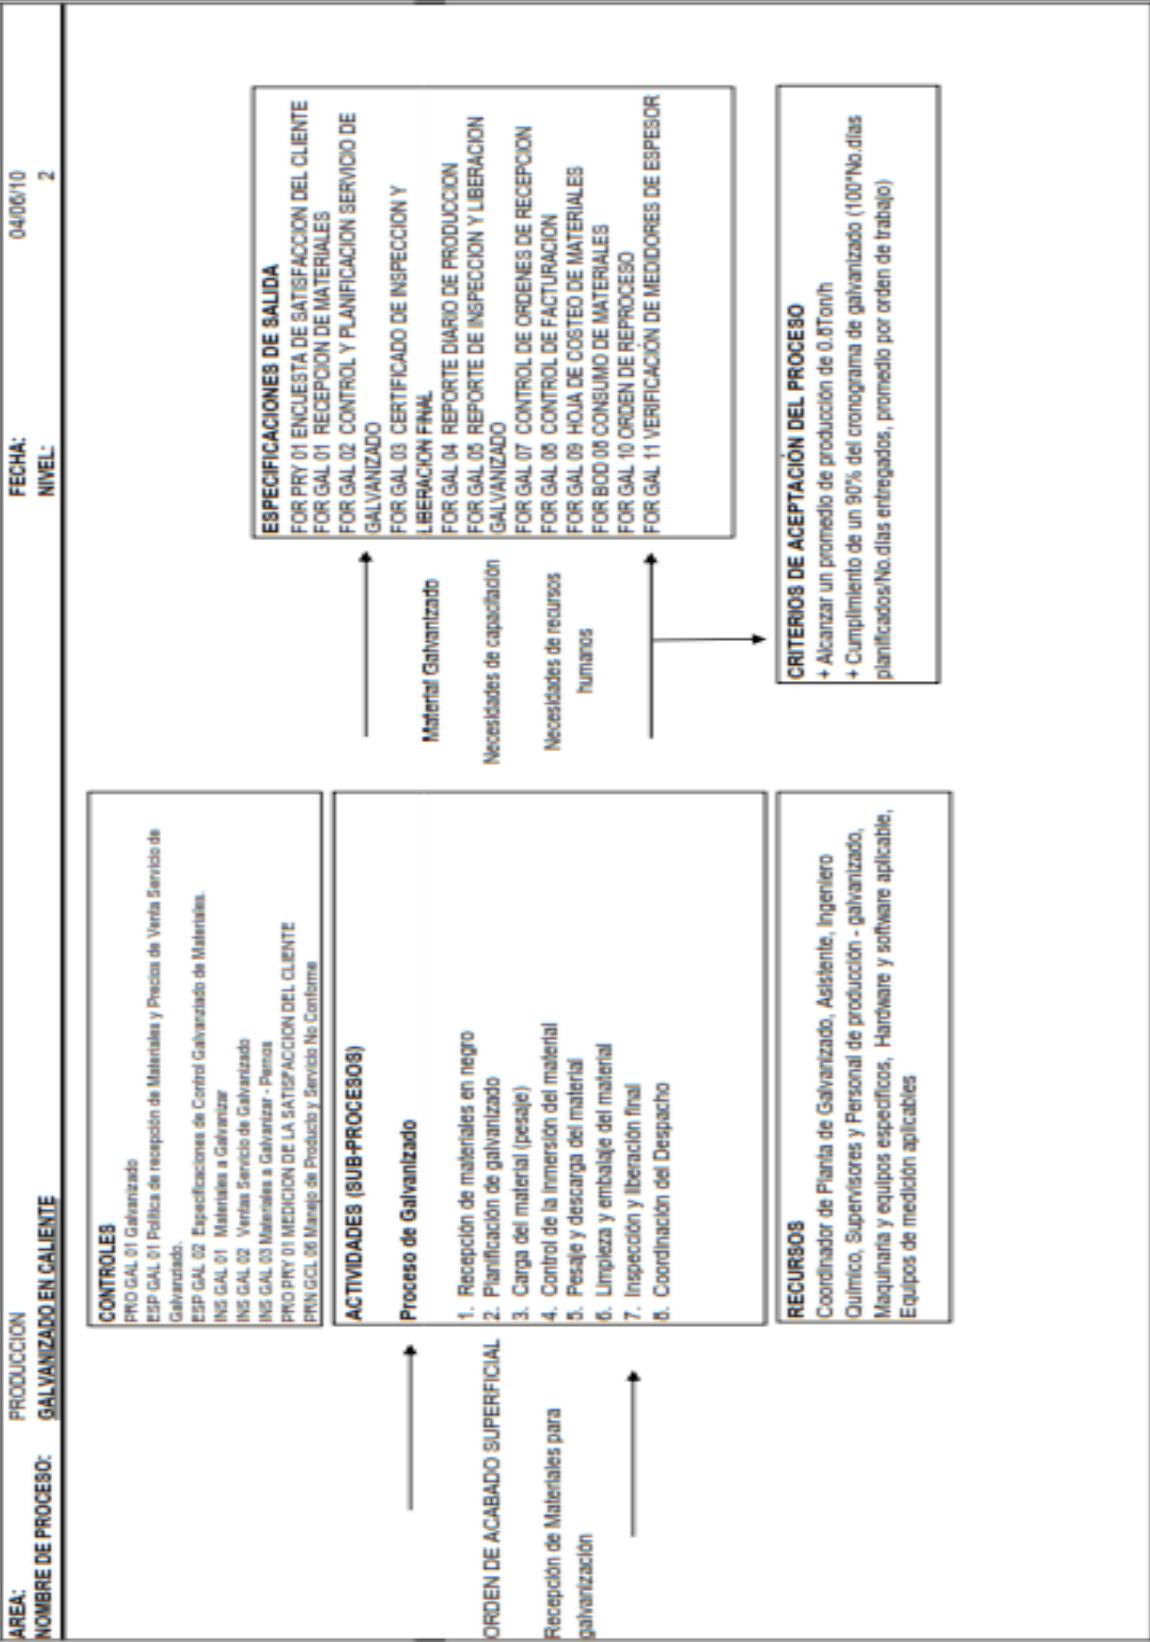 AREA: PRODUCCION FECHA: 04/06/10
NOMBRE DE PROCESO: GALVANIZADO EN CALIENTE NIVEL: 2
ORDEN DE ACABADO SUPERFICIAL
Recepción de Materiales para
galvanización
CONTROLES
PRO GAL 01 Galvanizado
ESP GAL 01 Política de recepción de Materiales y Precios de Venta Servicio de
Galvanziado.
ESP GAL 02 Especificaciones de Control Galvanziado de Materiales.
INS GAL 01 Materiales a Galvanizar
INS GAL 02 Ventas Servicio de Galvanizado
INS GAL 03 Materiales a Galvanizar - Pernos
PRO PRY 01 MEDICION DE LA SATISFACCION DEL CLIENTE
PRN GCL 06 Manejo de Producto y Servicio No Conforme
ACTIVIDADES (SUB-PROCESOS)
Proceso de Galvanizado
1. Recepción de materiales en negro
2. Planificación de galvanizado
3. Carga del material (pesaje)
4. Control de la inmersión del material
5. Pesaje y descarga del material
6. Limpieza y embalaje del material
7. Inspección y liberación final
8. Coordinación del Despacho
RECURSOS
Coordinador de Planta de Galvanizado, Asistente, Ingeniero
Químico, Supervisores y Personal de producción - galvanizado,
Maquinaria y equipos específicos, Hardware y software aplicable,
Equipos de medición aplicables
Material Galvanizado
Necesidades de capacitación
Necesidades de recursos
humanos
ESPECIFICACIONES DE SALIDA
FOR PRY 01 ENCUESTA DE SATISFACCION DEL CLIENTE
FOR GAL 01 RECEPCION DE MATERIALES
FOR GAL 02 CONTROL Y PLANIFICACION SERVICIO DE
GALVANIZADO
FOR GAL 03 CERTIFICADO DE INSPECCION Y
LIBERACION FINAL
FOR GAL 04 REPORTE DIARIO DE PRODUCCION
FOR GAL 05 REPORTE DE INSPECCION Y LIBERACION
GALVANIZADO
FOR GAL 07 CONTROL DE ORDENES DE RECEPCION
FOR GAL 08 CONTROL DE FACTURACION
FOR GAL 09 HOJA DE COSTEO DE MATERIALES
FOR BOD 08 CONSUMO DE MATERIALES
FOR GAL 10 ORDEN DE REPROCESO
FOR GAL 11 VERIFICACIÓN DE MEDIDORES DE ESPESOR
CRITERIOS DE ACEPTACIÓN DEL PROCESO
+ Alcanzar un promedio de producción de 0.8Ton/h
+ Cumplimiento de un 90% del cronograma de galvanizado (100*No.días
planificados/No.días entregados, promedio por orden de trabajo)